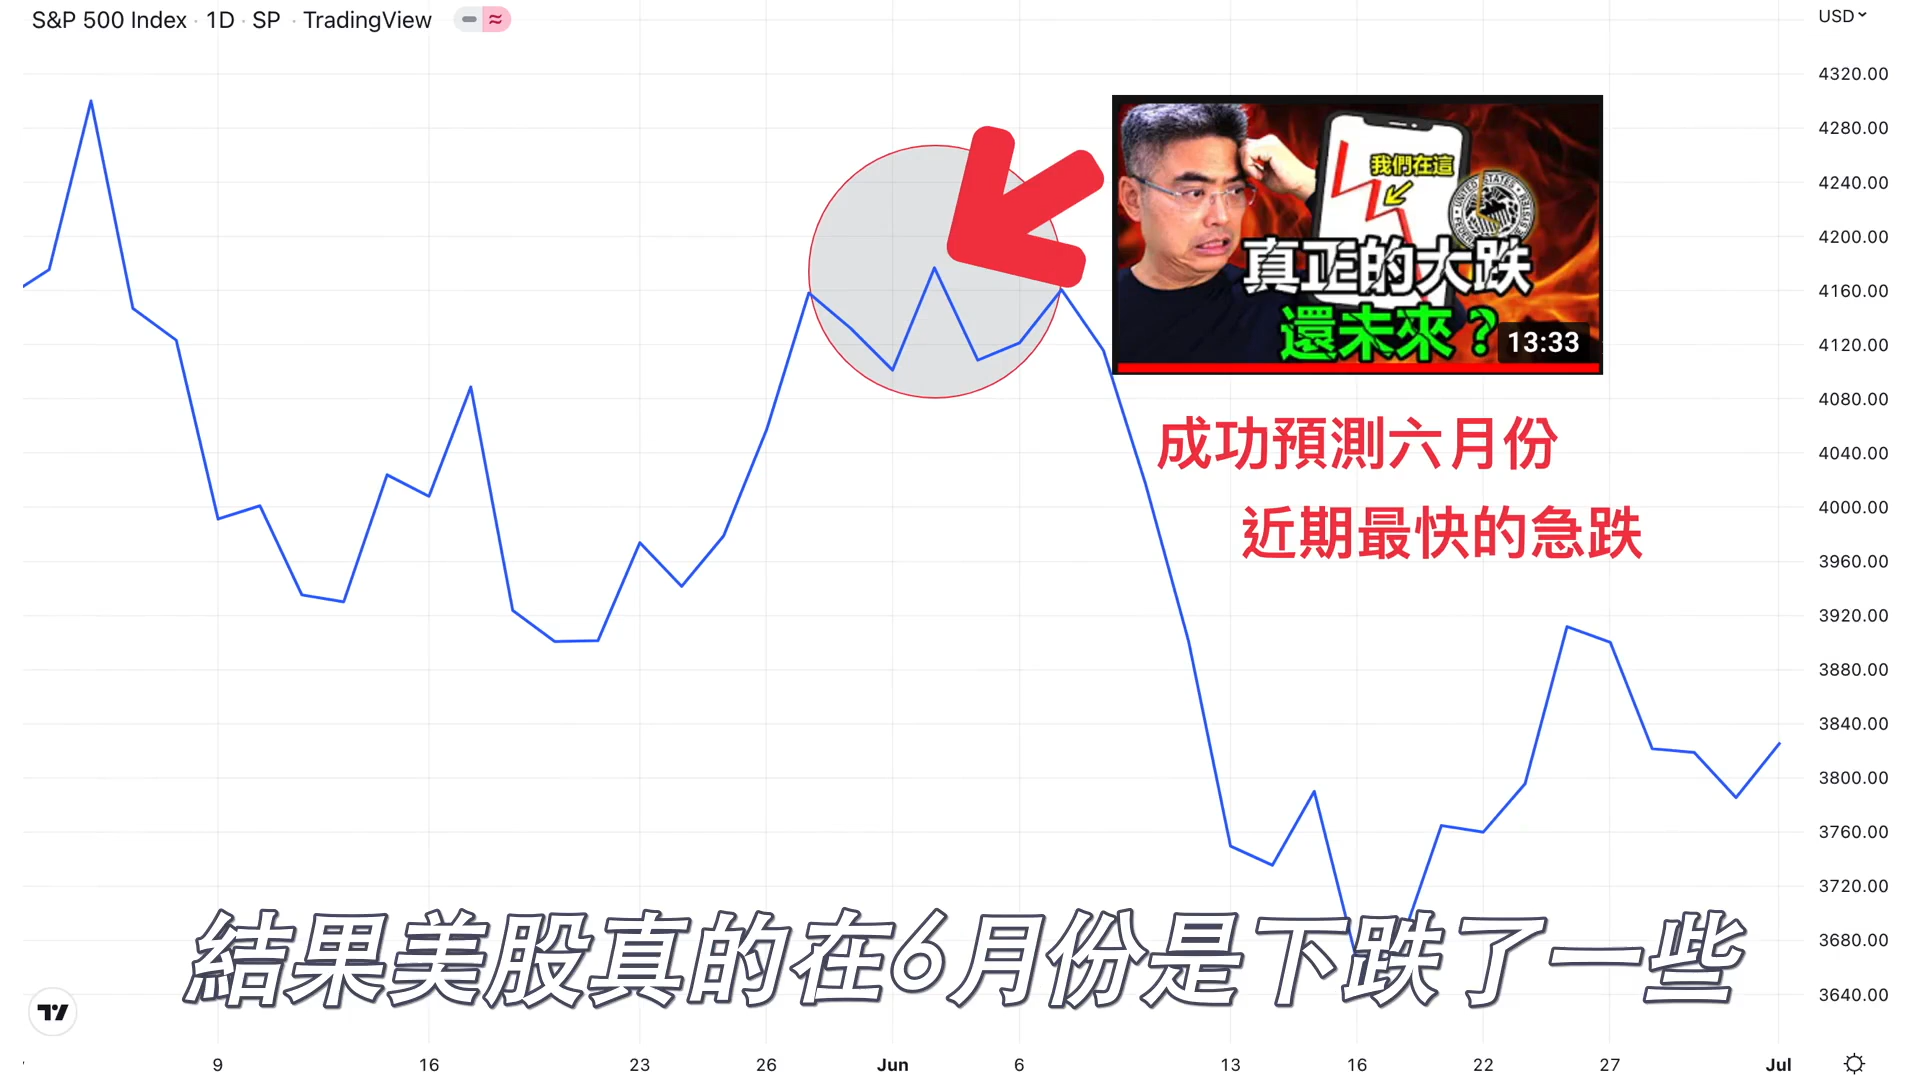 S&P 500 Index · 1D · SP · TradingView
USD
4320.00
4280.00
4240.00
4200.00
4160.00
4120.00
4080.00
4040.00
4000.00
3960.00
3920.00
3880.00
3840.00
3800.00
3760.00
3720.00
3680.00
3640.00
我們在這
真正的大跌
還未來？
13:33
成功預測六月份
近期最快的急跌
結果美股真的在6月份是下跌了一些
9 16 23 26 Jun 6 13 16 22 27 Jul